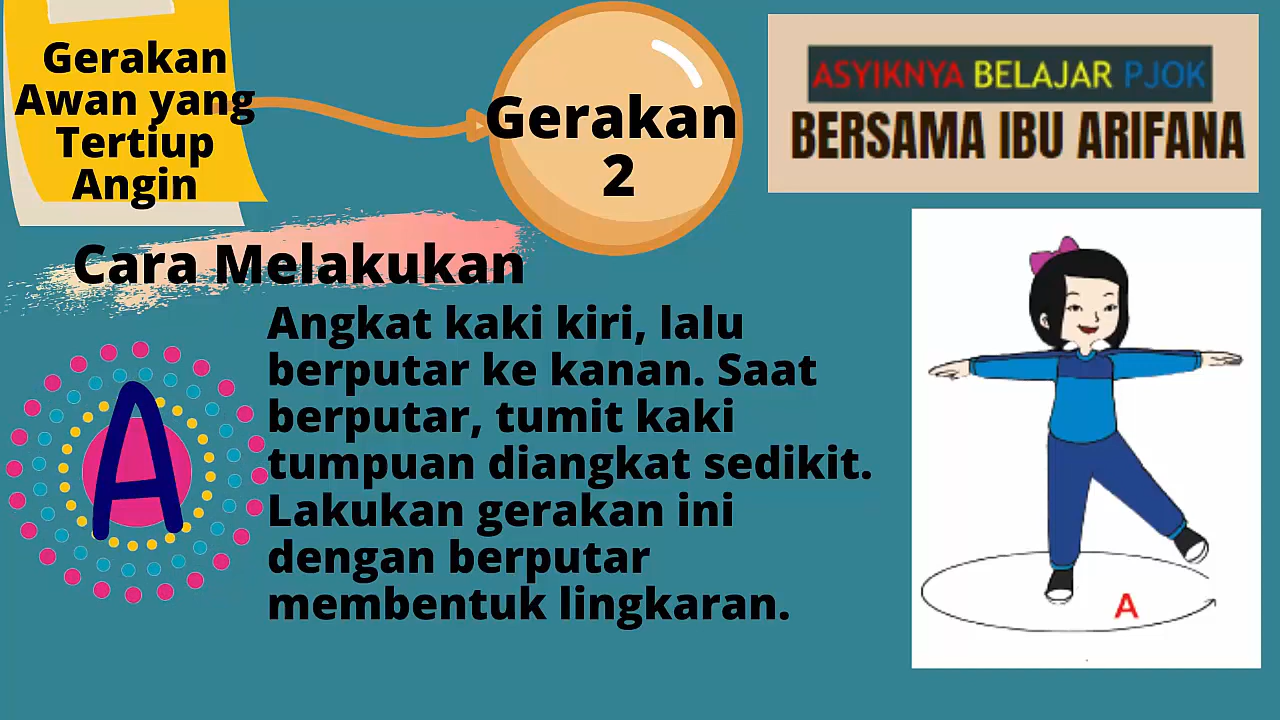 Gerakan
Awan yang
Tertiup
Angin
Gerakan
2
ASYIKNYA BELAJAR PJOK
BERSAMA IBU ARIFANA
Cara Melakukan
A
Angkat kaki kiri, lalu
berputar ke kanan. Saat
berputar, tumit kaki
tumpuan diangkat sedikit.
Lakukan gerakan ini
dengan berputar
membentuk lingkaran.
A